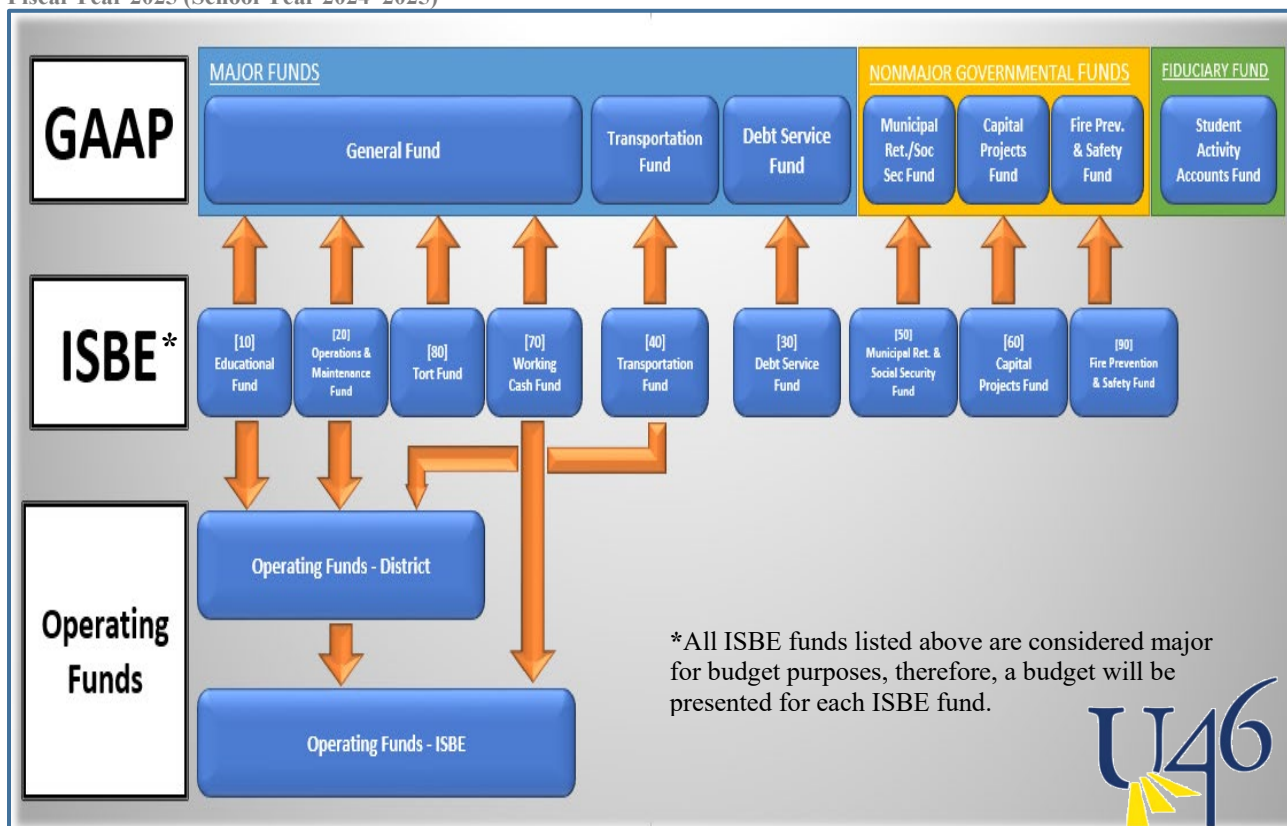 Fiscal Year 2025 (School Year 2024–2025)
GAAP
MAJOR FUNDS
General Fund
Transportation
Fund
Debt Service
Fund
NONMAJOR GOVERNMENTAL FUNDS
Municipal
Ret./Soc
Sec Fund
Capital
Projects
Fund
Fire Prev.
& Safety
Fund
FIDUCIARY FUND
Student
Activity
Accounts Fund
ISBE*
[10]
Educational
Fund
[20]
Operations &
Maintenance
Fund
[80]
Tort Fund
[70]
Working
Cash Fund
[40]
Transportation
Fund
[30]
Debt Service
Fund
[50]
Municipal Ret. &
Social Security
Fund
[60]
Capital
Projects Fund
[90]
Fire Prevention
& Safety Fund
Operating
Funds
Operating Funds - District
Operating Funds - ISBE
*All ISBE funds listed above are considered major
for budget purposes, therefore, a budget will be
presented for each ISBE fund.
U46